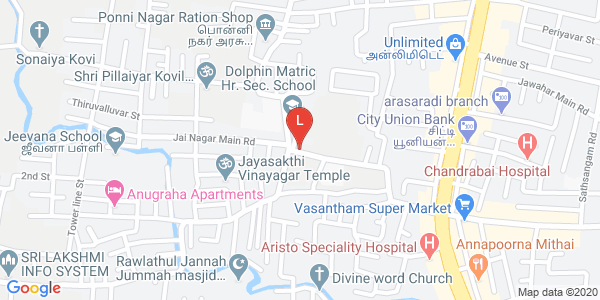 Ponni Nagar Ration Shop
பொன்னி
நகர் அரசு...
Sonaiya Kovi
Shri Pillaiyar Kovil...
Thiruvalluvar St
Dolphin Matric
Hr. Sec. School
Unlimited
அன்லிமிடெட்
Periyavar St
Avenue St
Jawahar Main St
arasaradi branch
City Union Bank
சிட்டி
யூனியன்...
Jeevana School
ஜீவனா பள்ளி
Jai Nagar Main Rd
L
Jayasakthi
Vinayagar Temple
Chandrabai Hospital
Sathsangam Rd
2nd St
Tower line St
Anugraha Apartments
Vasantham Super Market
Aristo Speciality Hospital
Annapoorna Mithai
SRI LAKSHMI
INFO SYSTEM
Rawlathul Jannah
Jummah masjid...
Divine word Church
Google
Map data ©2020